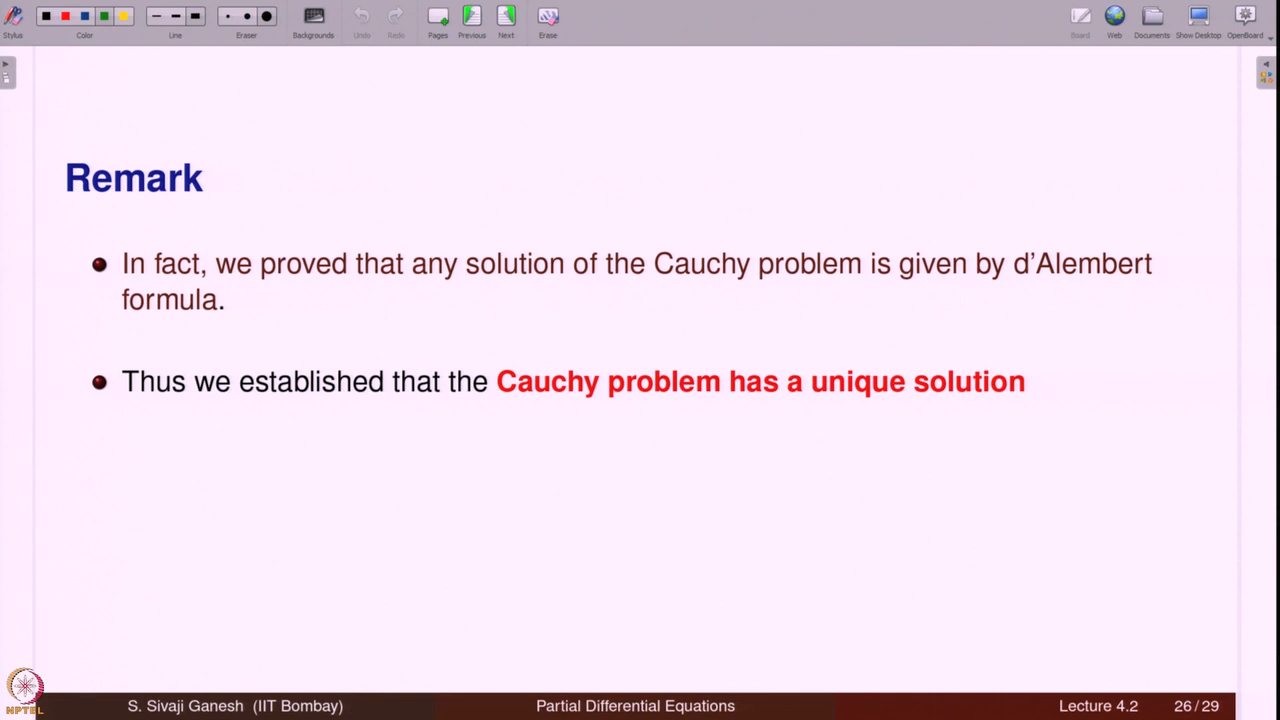 Stylus Color Line Eraser Backgrounds Undo Redo Pages Previous Next Erase Board Web Documents Show Desktop OpenBoard
Remark
In fact, we proved that any solution of the Cauchy problem is given by d'Alembert
formula.
Thus we established that the Cauchy problem has a unique solution
NPTEL
S. Sivaji Ganesh (IIT Bombay) Partial Differential Equations Lecture 4.2 26/29